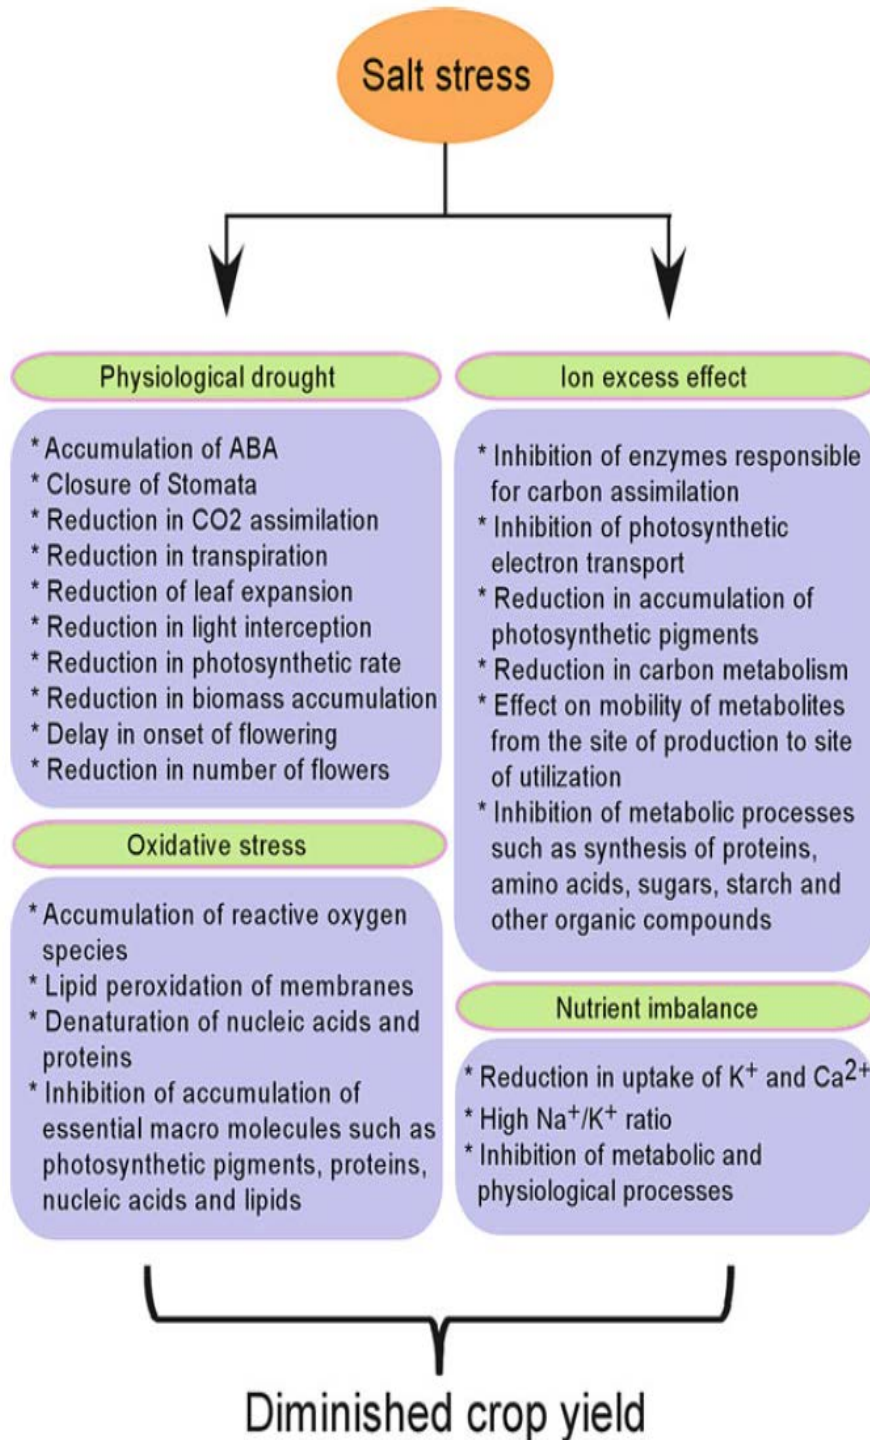 Salt stress
Physiological drought
* Accumulation of ABA
* Closure of Stomata
* Reduction in CO2 assimilation
* Reduction in transpiration
* Reduction of leaf expansion
* Reduction in light interception
* Reduction in photosynthetic rate
* Reduction in biomass accumulation
* Delay in onset of flowering
* Reduction in number of flowers
Oxidative stress
* Accumulation of reactive oxygen
species
* Lipid peroxidation of membranes
* Denaturation of nucleic acids and
proteins
* Inhibition of accumulation of
essential macro molecules such as
photosynthetic pigments, proteins,
nucleic acids and lipids
Ion excess effect
* Inhibition of enzymes responsible
for carbon assimilation
* Inhibition of photosynthetic
electron transport
* Reduction in accumulation of
photosynthetic pigments
* Reduction in carbon metabolism
* Effect on mobility of metabolites
from the site of production to site
of utilization
* Inhibition of metabolic processes
such as synthesis of proteins,
amino acids, sugars, starch and
other organic compounds
Nutrient imbalance
* Reduction in uptake of K⁺ and Ca²⁺
* High Na⁺/K⁺ ratio
* Inhibition of metabolic and
physiological processes
Diminished crop yield